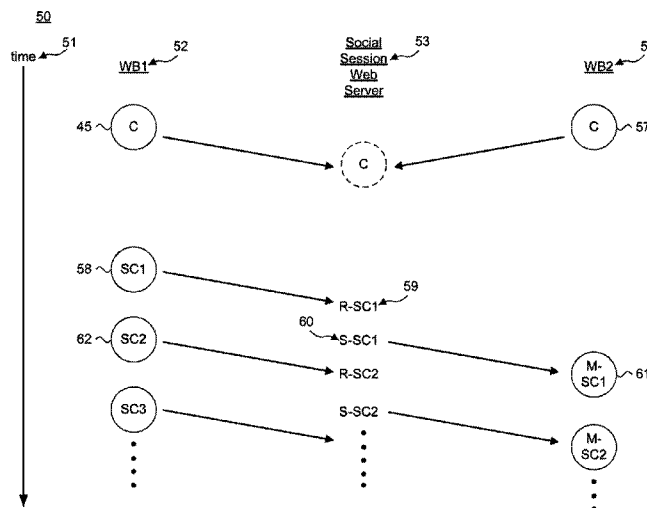 50
time
51
WB1
52
Social
Session
Web
Server
53
WB2
45
C
C
C
57
58
SC1
R-SC1
59
60
S-SC1
62
SC2
R-SC2
M-
SC1
61
SC3
S-SC2
M-
SC2